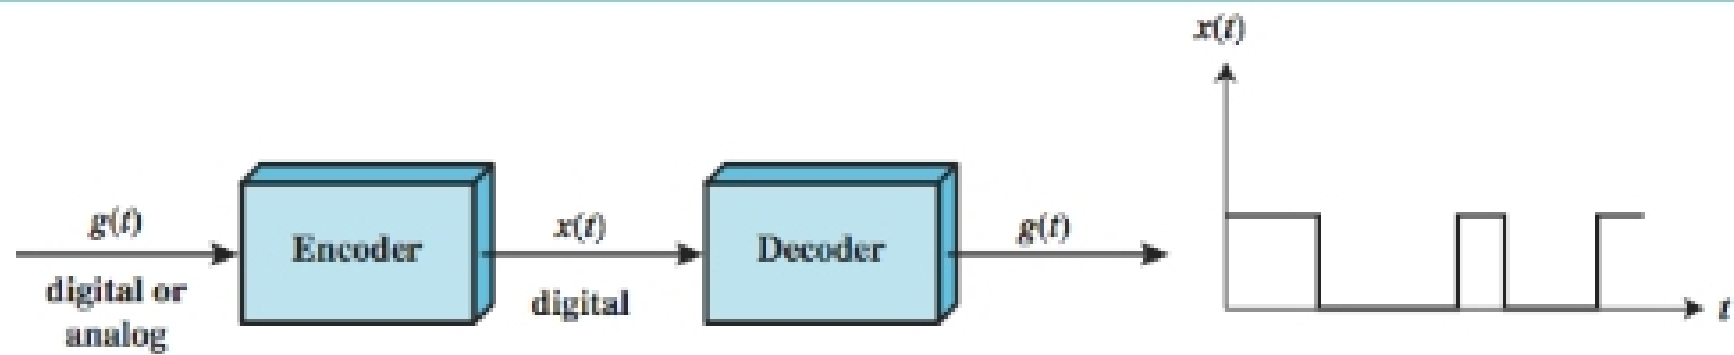 g(t)
digital or
analog
Encoder
x(t)
digital
Decoder
g(t)
x(t)
t